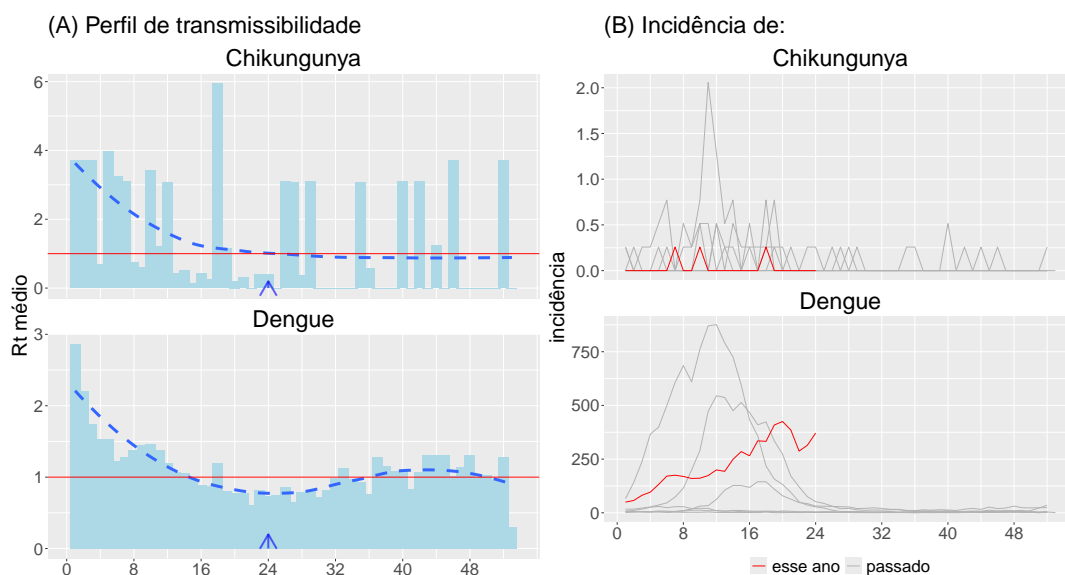 (A) Perfil de transmissibilidade
Chikungunya
6
4
2
0
Dengue
3
2
1
0
0 8 16 24 32 40 48
Rt médio
(B) Incidência de:
Chikungunya
2.0
1.5
1.0
0.5
0.0
Dengue
750
500
250
0
0 8 16 24 32 40 48
incidência
esse ano passado